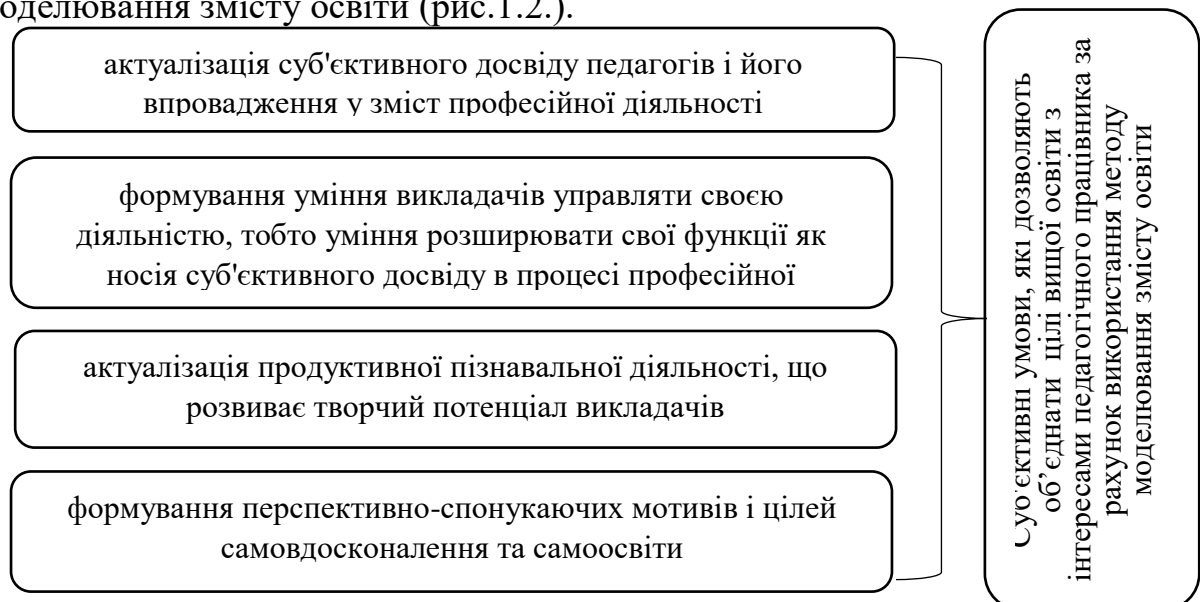 моделювання змісту освіти (рис.1.2.).
актуалізація суб'єктивного досвіду педагогів і його
впровадження у зміст професійної діяльності
формування уміння викладачів управляти своєю
діяльністю, тобто уміння розширювати свої функції як
носія суб'єктивного досвіду в процесі професійної
актуалізація продуктивної пізнавальної діяльності, що
розвиває творчий потенціал викладачів
формування перспективно-спонукаючих мотивів і цілей
самовдосконалення та самоосвіти
Суб'єктивні умови, які дозволяють
об’єднати цілі вищої освіти з
інтересами педагогічного працівника за
рахунок використання методу
моделювання змісту освіти